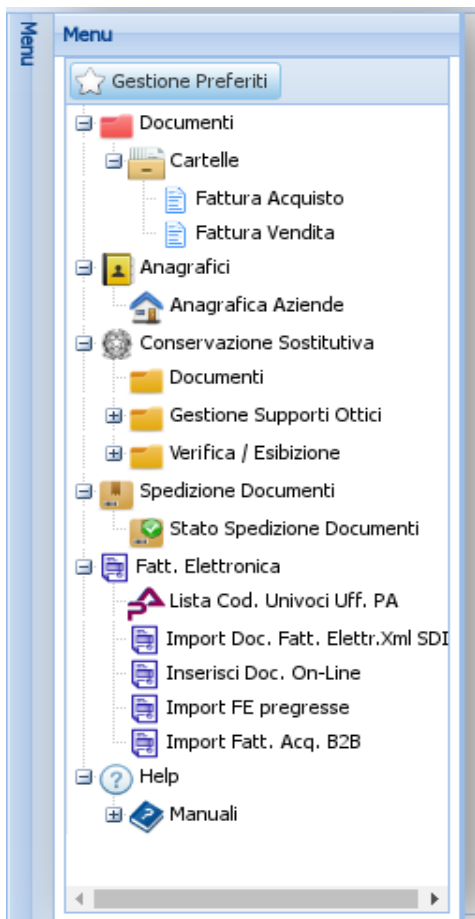 Menu
Menu
Gestione Preferiti
Documenti
Cartelle
Fattura Acquisto
Fattura Vendita
Anagrafici
Anagrafica Aziende
Conservazione Sostitutiva
Documenti
Gestione Supporti Ottici
Verifica / Esibizione
Spedizione Documenti
Stato Spedizione Documenti
Fatt. Elettronica
Lista Cod. Univoci Uff. PA
Import Doc. Fatt. Elettr.Xml SDI
Inserisci Doc. On-Line
Import FE pregresse
Import Fatt. Acq. B2B
Help
Manuali